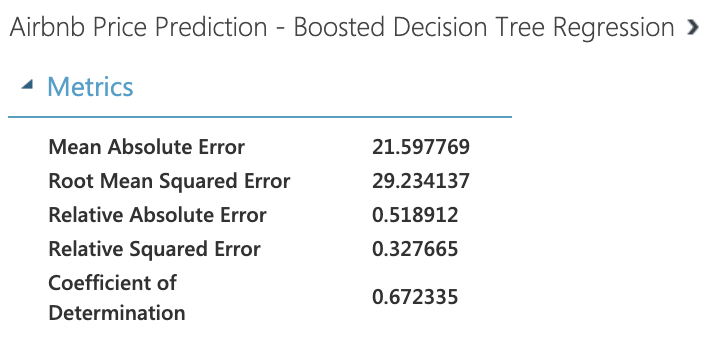 Airbnb Price Prediction - Boosted Decision Tree Regression
Metrics
Mean Absolute Error 21.597769
Root Mean Squared Error 29.234137
Relative Absolute Error 0.518912
Relative Squared Error 0.327665
Coefficient of
Determination 0.672335